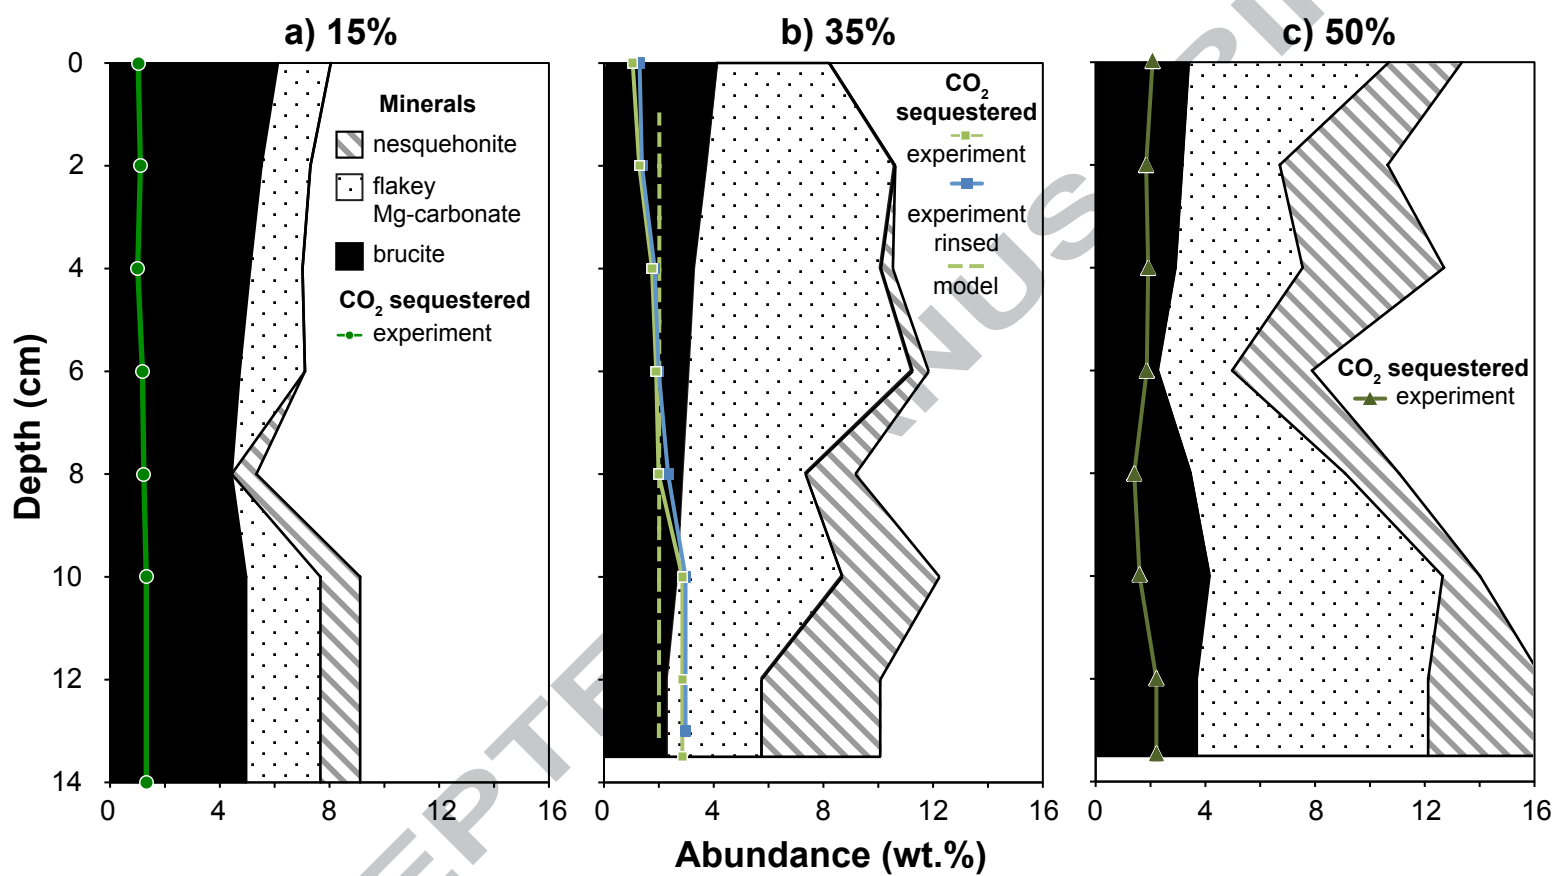 a) 15%
b) 35%
c) 50%
0
2
4
6
8
10
12
14
Depth (cm)
Minerals
nesquehonite
flakey
Mg-carbonate
brucite
CO2 sequestered
experiment
CO2
sequestered
experiment
experiment
rinsed
model
CO2 sequestered
experiment
0
4
8
12
16
0
4
8
12
16
0
4
8
12
16
Abundance (wt.%)